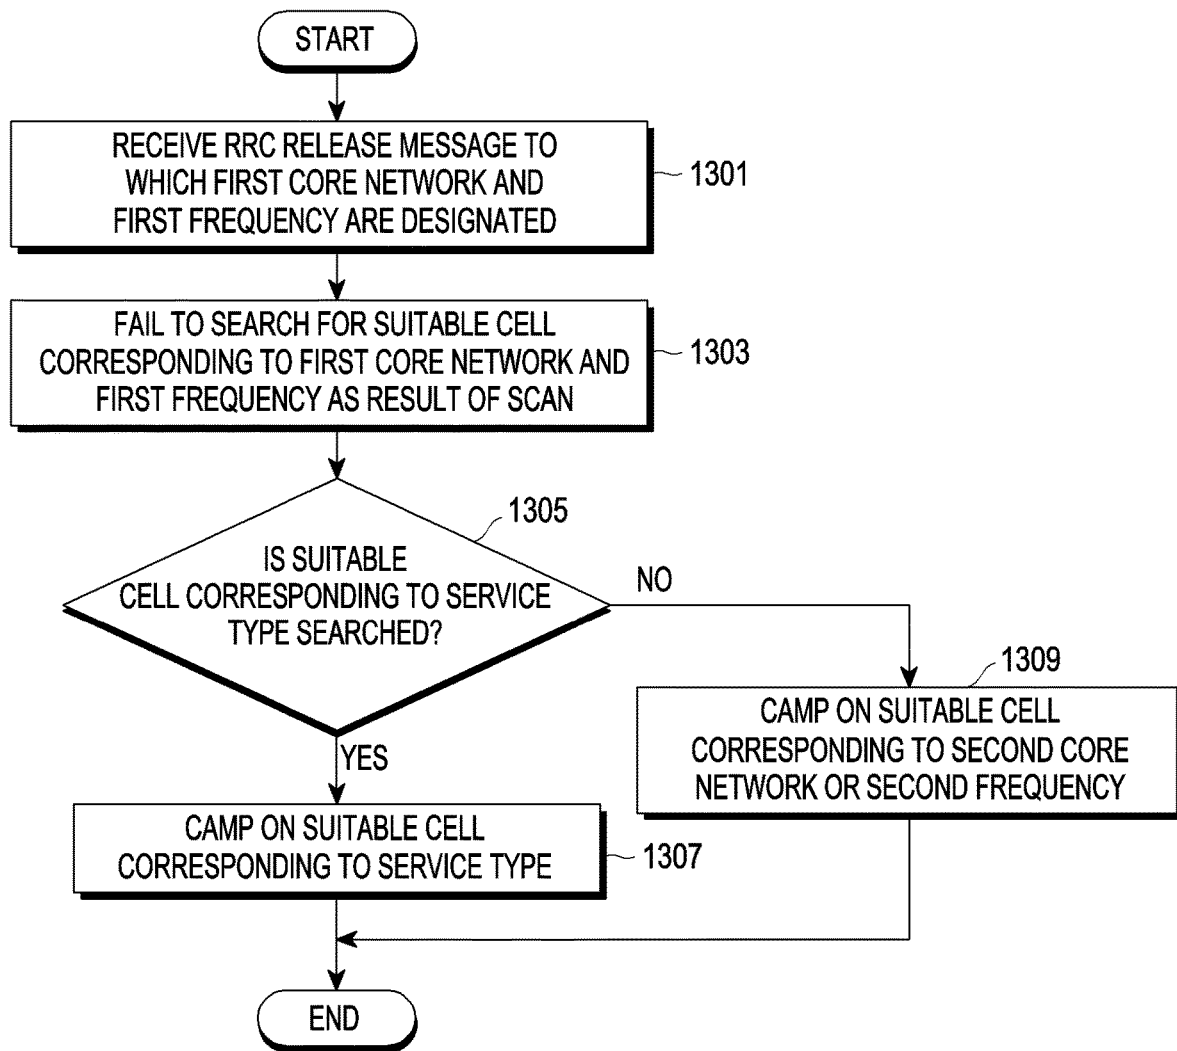 START
RECEIVE RRC RELEASE MESSAGE TO
WHICH FIRST CORE NETWORK AND
FIRST FREQUENCY ARE DESIGNATED
1301
FAIL TO SEARCH FOR SUITABLE CELL
CORRESPONDING TO FIRST CORE NETWORK AND
FIRST FREQUENCY AS RESULT OF SCAN
1303
1305
IS SUITABLE
CELL CORRESPONDING TO SERVICE
TYPE SEARCHED?
NO
YES
1309
CAMP ON SUITABLE CELL
CORRESPONDING TO SECOND CORE
NETWORK OR SECOND FREQUENCY
CAMP ON SUITABLE CELL
CORRESPONDING TO SERVICE TYPE
1307
END